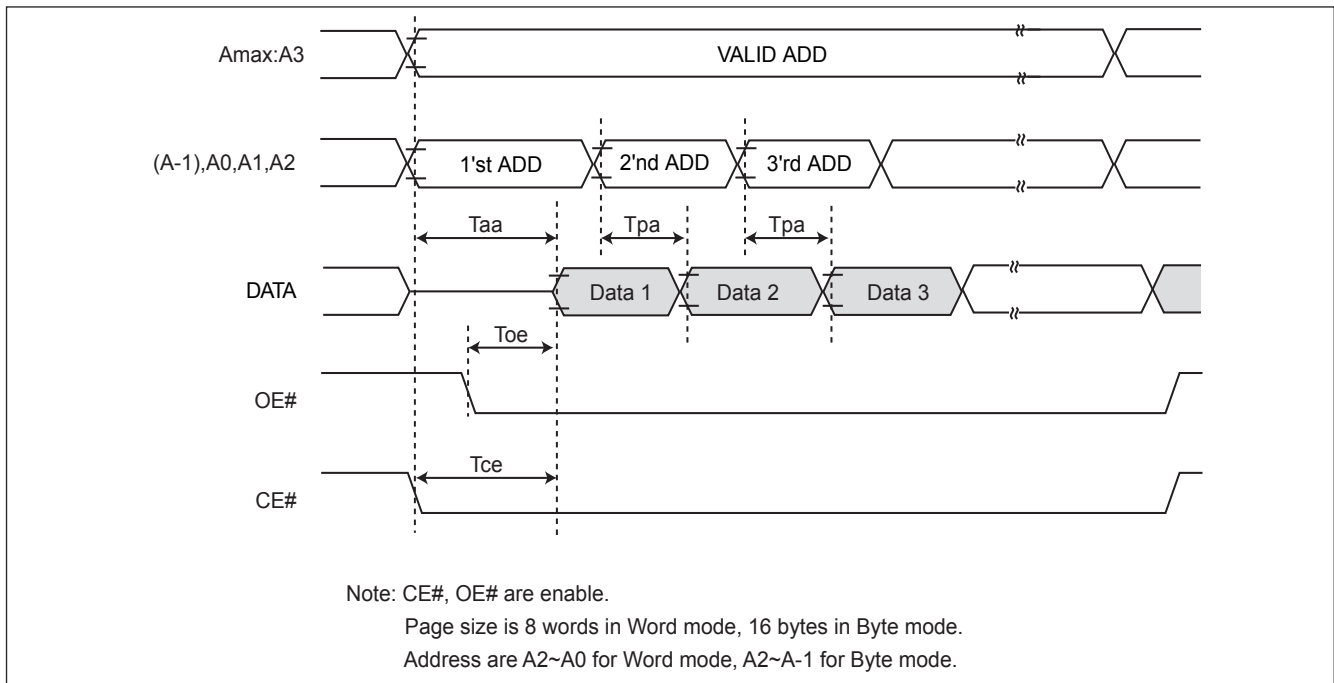 Amax:A3
VALID ADD
(A-1),A0,A1,A2
1'st ADD
2'nd ADD
3'rd ADD
Taa
Tpa
Tpa
DATA
Data 1
Data 2
Data 3
Toe
OE#
Tce
CE#
Note: CE#, OE# are enable.
Page size is 8 words in Word mode, 16 bytes in Byte mode.
Address are A2~A0 for Word mode, A2~A-1 for Byte mode.